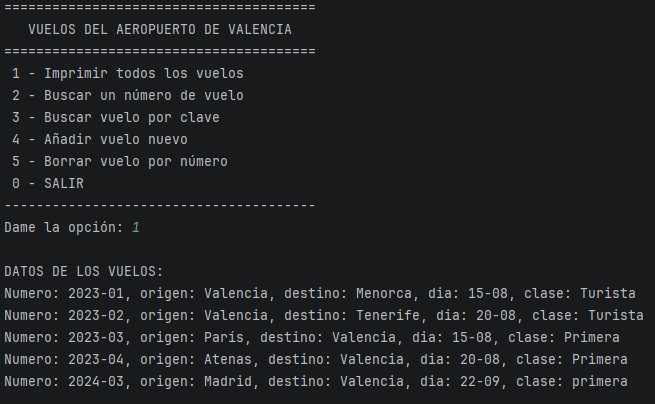 =======================================
VUELOS DEL AEROPUERTO DE VALENCIA
=======================================
1 - Imprimir todos los vuelos
2 - Buscar un número de vuelo
3 - Buscar vuelo por clave
4 - Añadir vuelo nuevo
5 - Borrar vuelo por número
0 - SALIR
---------------------------------------
Dame la opción: 1
DATOS DE LOS VUELOS:
Numero: 2023-01, origen: Valencia, destino: Menorca, dia: 15-08, clase: Turista
Numero: 2023-02, origen: Valencia, destino: Tenerife, dia: 20-08, clase: Turista
Numero: 2023-03, origen: París, destino: Valencia, dia: 15-08, clase: Primera
Numero: 2023-04, origen: Atenas, destino: Valencia, dia: 20-08, clase: Primera
Numero: 2024-03, origen: Madrid, destino: Valencia, dia: 22-09, clase: primera